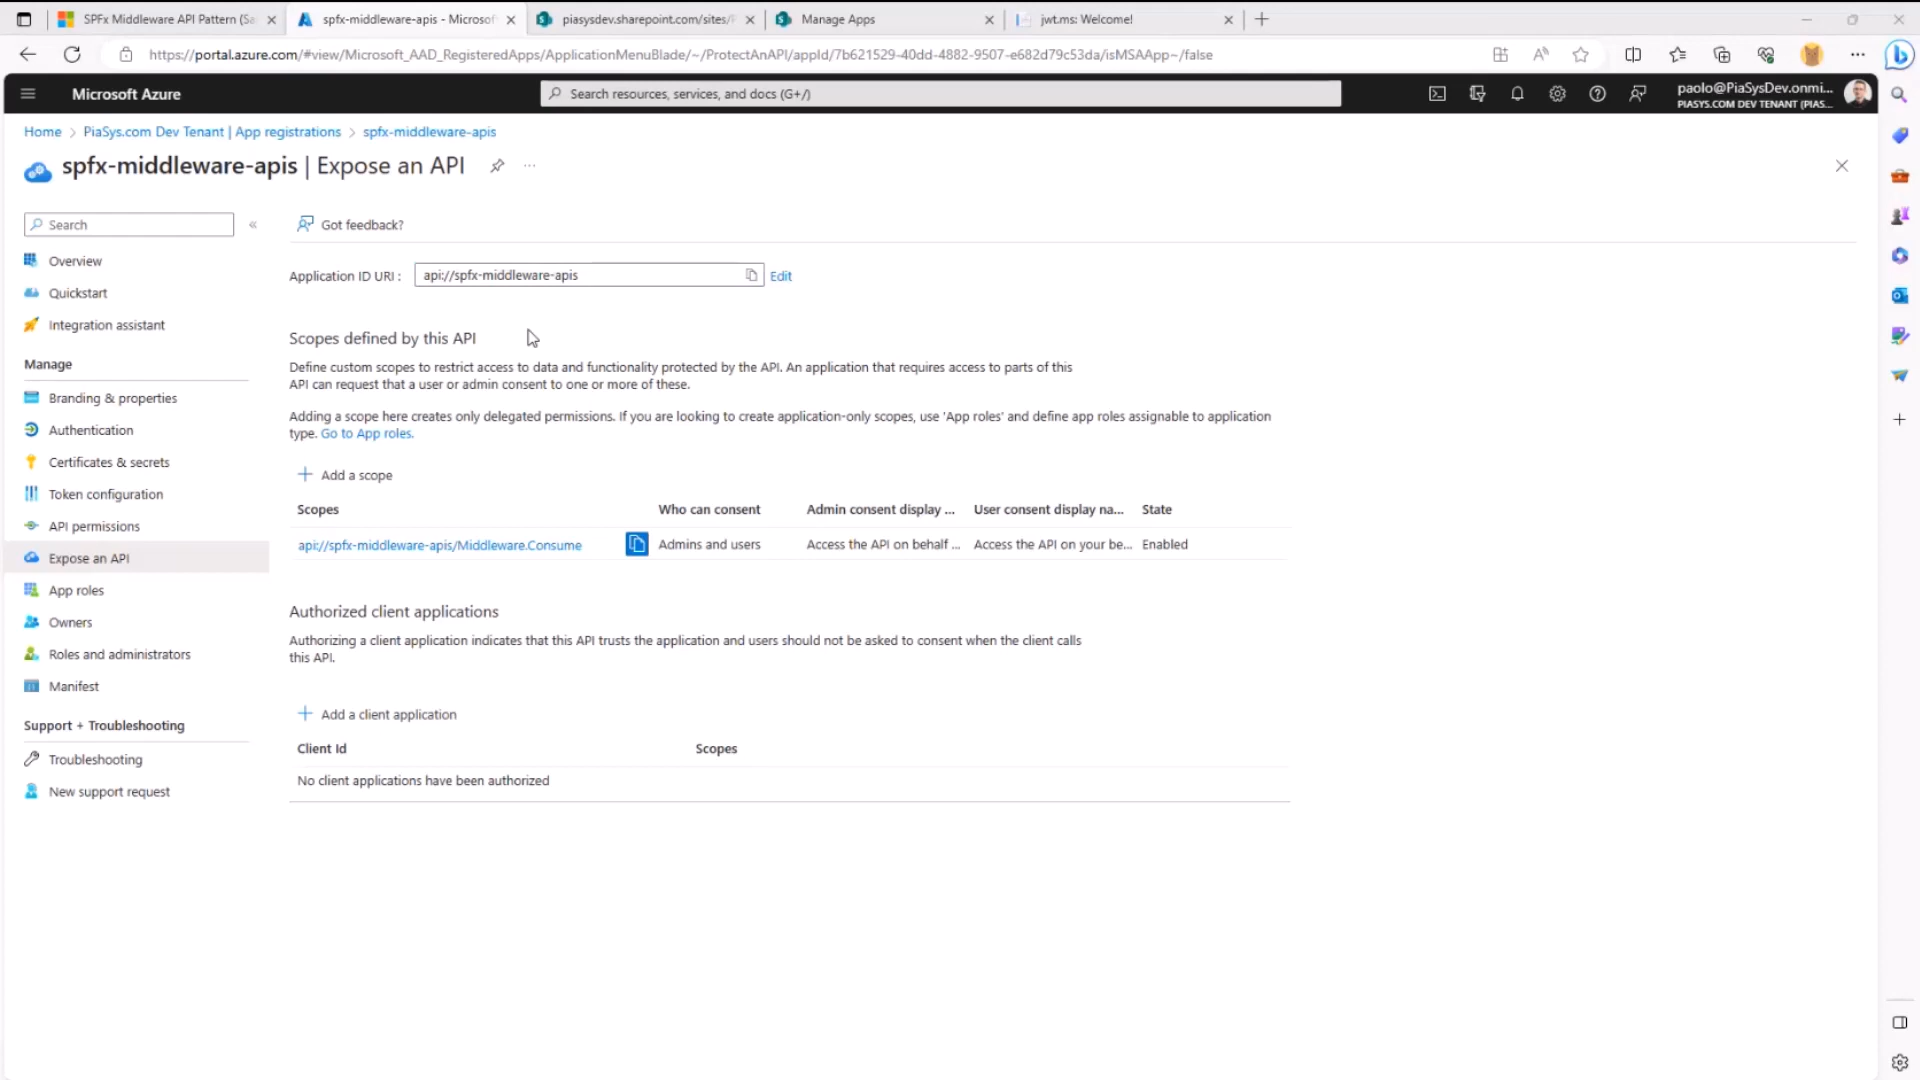 SPFx Middleware API Pattern (Sa
spfx-middleware-apis - Microsof
piasysdev.sharepoint.com/sites/
Manage Apps
jwt.ms: Welcome!
https://portal.azure.com/#view/Microsoft_AAD_RegisteredApps/ApplicationMenuBlade/~/ProtectAnAPI/appId/7b621529-40dd-4882-9507-e682d79c53da/isMSAApp~/false
Microsoft Azure
Search resources, services, and docs (G+/)
paolo@PiaSysDev.onmi...
PIASYS.COM DEV TENANT (PIAS...
Home > PiaSys.com Dev Tenant | App registrations > spfx-middleware-apis
spfx-middleware-apis | Expose an API
Search
Got feedback?
Overview
Quickstart
Integration assistant
Manage
Branding & properties
Authentication
Certificates & secrets
Token configuration
API permissions
Expose an API
App roles
Owners
Roles and administrators
Manifest
Support + Troubleshooting
Troubleshooting
New support request
Application ID URI :
api://spfx-middleware-apis
Edit
Scopes defined by this API
Define custom scopes to restrict access to data and functionality protected by the API. An application that requires access to parts of this
API can request that a user or admin consent to one or more of these.
Adding a scope here creates only delegated permissions. If you are looking to create application-only scopes, use 'App roles' and define app roles assignable to application
type. Go to App roles.
Add a scope
Scopes Who can consent Admin consent display ... User consent display na... State
api://spfx-middleware-apis/Middleware.Consume Admins and users Access the API on behalf ... Access the API on your be... Enabled
Authorized client applications
Authorizing a client application indicates that this API trusts the application and users should not be asked to consent when the client calls
this API.
Add a client application
Client Id Scopes
No client applications have been authorized